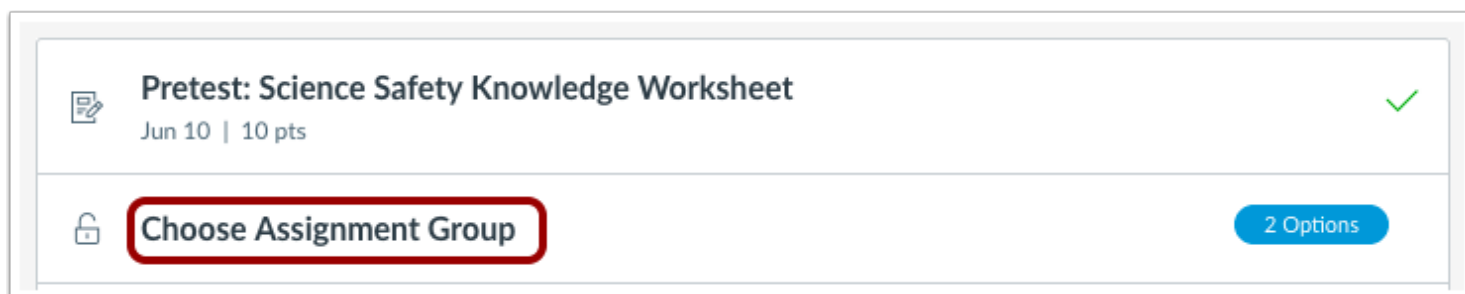 Pretest: Science Safety Knowledge Worksheet
Jun 10 | 10 pts
Choose Assignment Group
2 Options